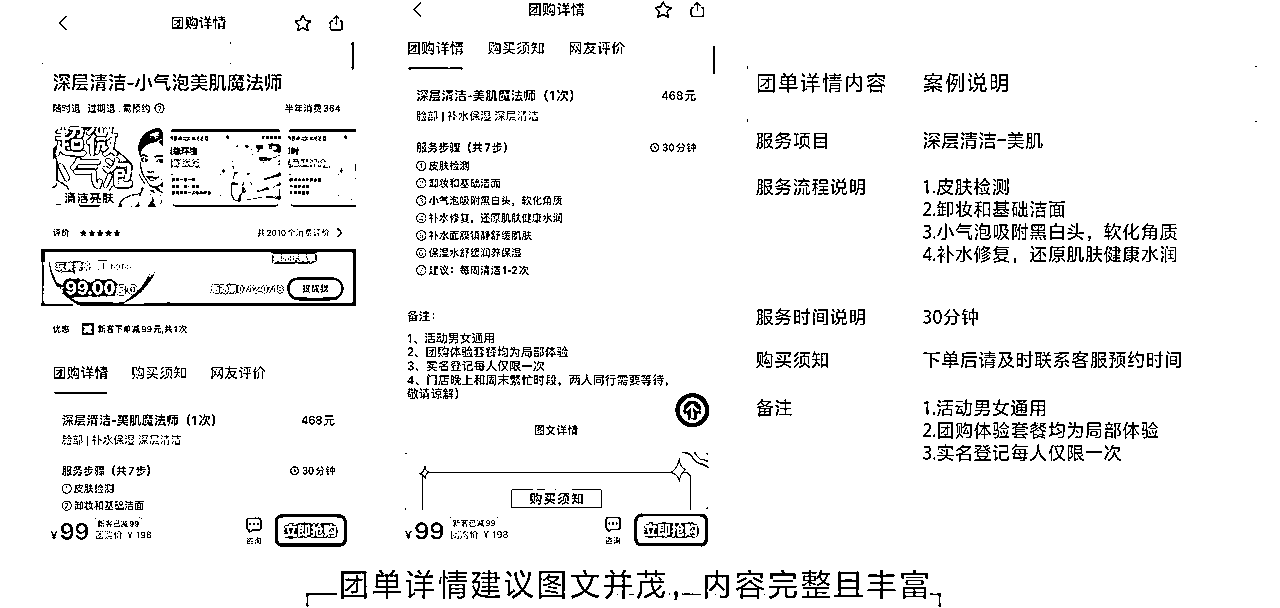 团购详情
深层清洁-小气泡美肌魔法师
随时退 过期退 需预约
半年消费364
超微
小气泡
清洁亮肤
评价 ★★★★★
共2010个消费评价
99.00
优惠 新客下单减99元,共1次
团购详情 购买须知 网友评价
深层清洁-美肌魔法师（1次） 468元
脸部 | 补水保湿 深层清洁
服务步骤（共7步） 30分钟
①皮肤检测
②卸妆和基础洁面
¥99 新客已减99
团购价 ¥198
咨询
立即抢购
团购详情
团购详情 购买须知 网友评价
深层清洁-美肌魔法师（1次） 468元
脸部 | 补水保湿 深层清洁
服务步骤（共7步） 30分钟
①皮肤检测
②卸妆和基础洁面
③小气泡吸附黑白头，软化角质
④补水修复，还原肌肤健康水润
⑤补水面膜镇静舒缓肌肤
⑥保湿水舒缓润养保湿
⑦建议：每周清洁1-2次
备注：
1、活动男女通用
2、团购体验套餐均为局部体验
3、实名登记每人仅限一次
4、门店晚上和周末繁忙时段，两人同行需要等待，
敬请谅解）
图文详情
购买须知
¥99 新客已减99
团购价 ¥198
咨询
立即抢购
团单详情内容 案例说明
服务项目 深层清洁-美肌
服务流程说明 1.皮肤检测
2.卸妆和基础洁面
3.小气泡吸附黑白头，软化角质
4.补水修复，还原肌肤健康水润
服务时间说明 30分钟
购买须知 下单后请及时联系客服预约时间
备注 1.活动男女通用
2.团购体验套餐均为局部体验
3.实名登记每人仅限一次
团单详情建议图文并茂，内容完整且丰富